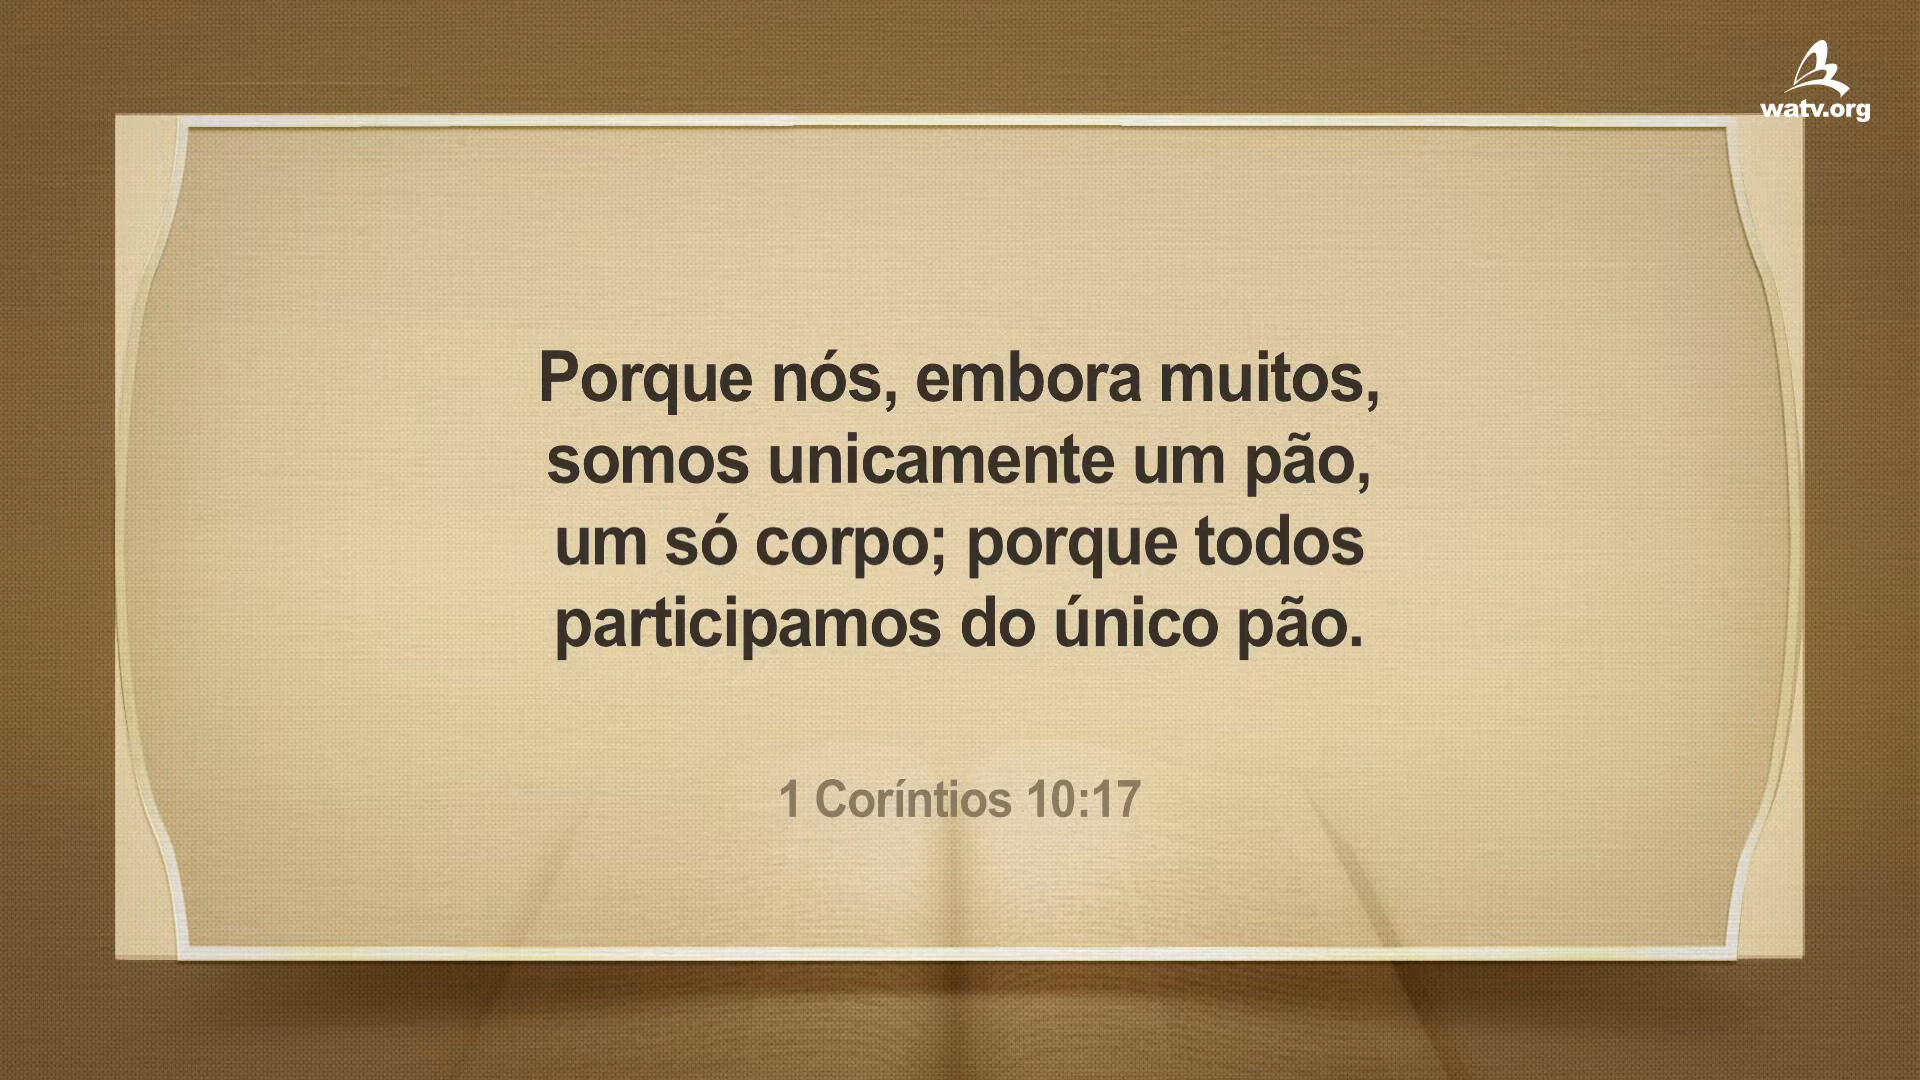 watv.org
Porque nós, embora muitos,
somos unicamente um pão,
um só corpo; porque todos
participamos do único pão.
1 Coríntios 10:17